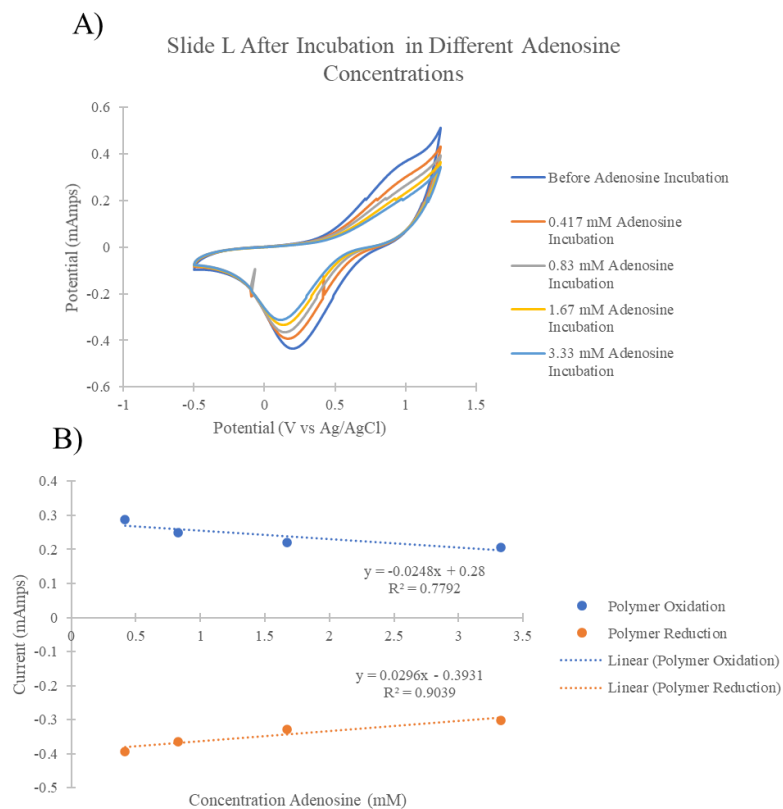 A)
Slide L After Incubation in Different Adenosine
Concentrations
Potential (mAmps)
0.6
0.4
0.2
0
-0.2
-0.4
-0.6
-1
-0.5
0
0.5
1
1.5
Potential (V vs Ag/AgCl)
Before Adenosine Incubation
0.417 mM Adenosine
Incubation
0.83 mM Adenosine
Incubation
1.67 mM Adenosine
Incubation
3.33 mM Adenosine
Incubation
B)
Current (mAmps)
0.4
0.3
0.2
0.1
0
-0.1
-0.2
-0.3
-0.4
-0.5
0
0.5
1
1.5
2
2.5
3
3.5
y = -0.0248x + 0.28
R² = 0.7792
y = 0.0296x - 0.3931
R² = 0.9039
Concentration Adenosine (mM)
Polymer Oxidation
Polymer Reduction
Linear (Polymer Oxidation)
Linear (Polymer Reduction)